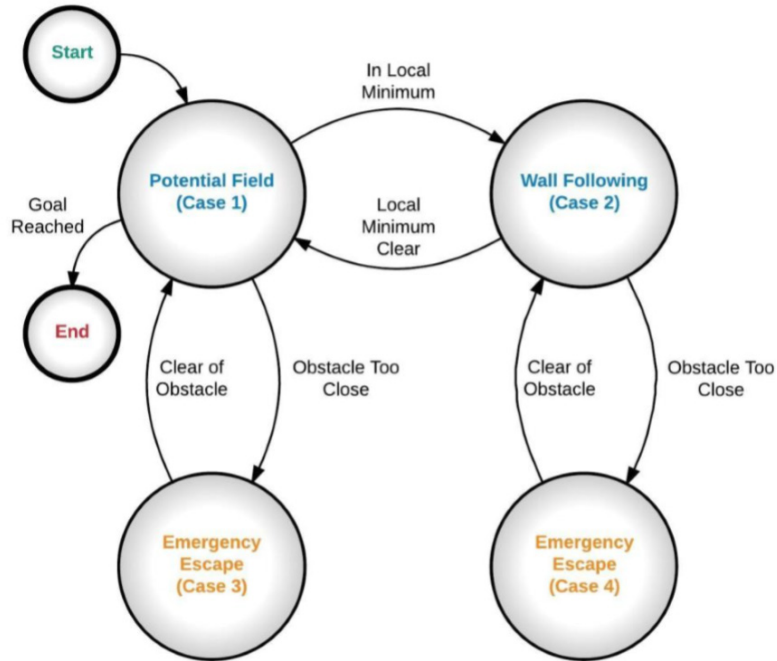 Start
In Local
Minimum
Potential Field
(Case 1)
Wall Following
(Case 2)
Goal
Reached
Local
Minimum
Clear
End
Clear of
Obstacle
Obstacle Too
Close
Clear of
Obstacle
Obstacle Too
Close
Emergency
Escape
(Case 3)
Emergency
Escape
(Case 4)